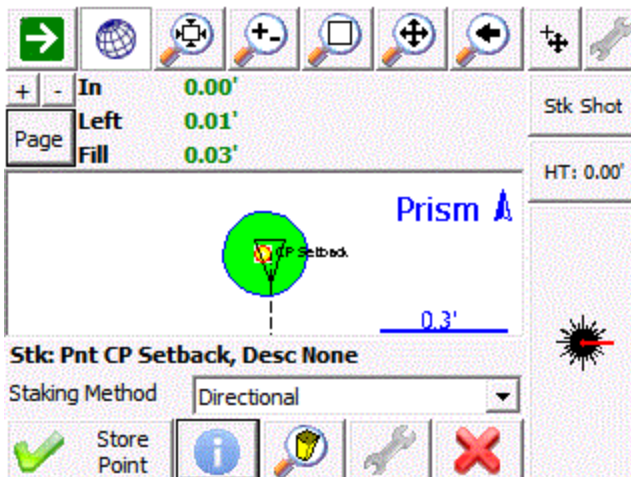 + - In 0.00'
Stk Shot
Left 0.01'
Page
Fill 0.03'
HT: 0.00'
Prism
CP Setback
0.3'
Stk: Pnt CP Setback, Desc None
Staking Method Directional
Store
Point